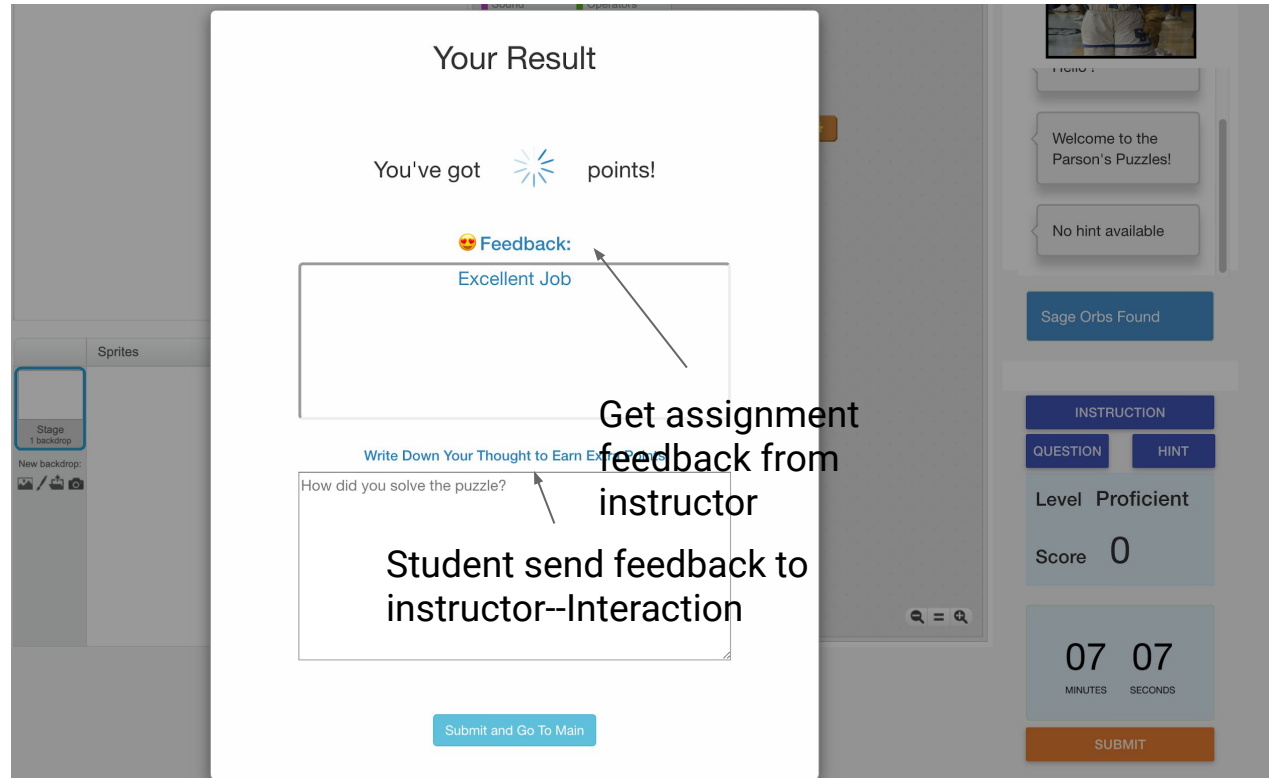 Sound
Operators
Your Result
You've got points!
Feedback:
Excellent Job
Write Down Your Thought to Earn Extra Points
How did you solve the puzzle?
Get assignment
feedback from
instructor
Student send feedback to
instructor--Interaction
Submit and Go To Main
Sprites
Stage
1 backdrop
New backdrop:
Hello !
Welcome to the
Parson's Puzzles!
No hint available
Sage Orbs Found
INSTRUCTION
QUESTION
HINT
Level Proficient
Score 0
07 07
MINUTES SECONDS
SUBMIT